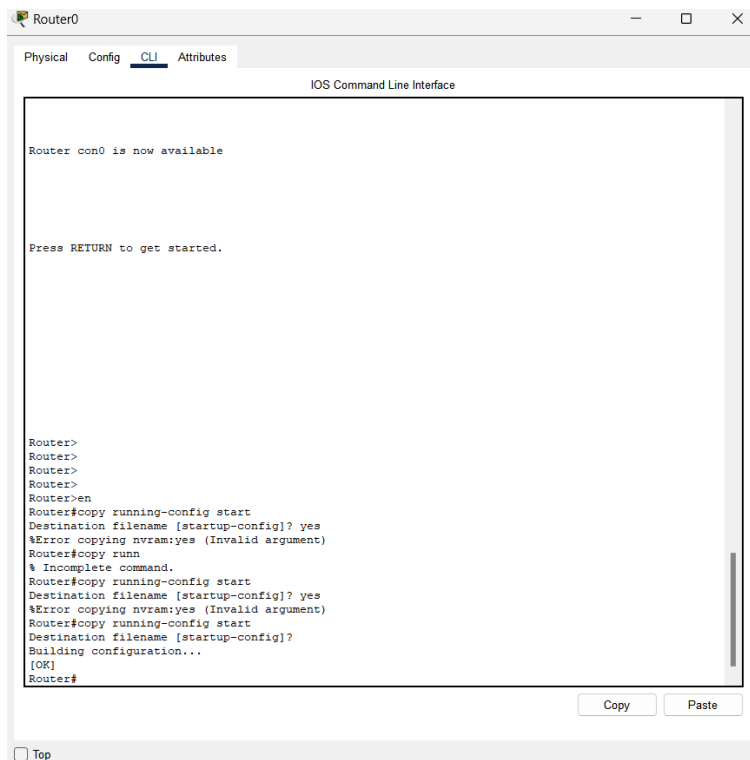 Router0
Physical Config CLI Attributes
IOS Command Line Interface
Router con0 is now available
Press RETURN to get started.
Router>
Router>
Router>
Router>
Router>en
Router#copy running-config start
Destination filename [startup-config]? yes
%Error copying nvram:yes (Invalid argument)
Router#copy runn
% Incomplete command.
Router#copy running-config start
Destination filename [startup-config]? yes
%Error copying nvram:yes (Invalid argument)
Router#copy running-config start
Destination filename [startup-config]?
Building configuration...
[OK]
Router#
Copy Paste
Top